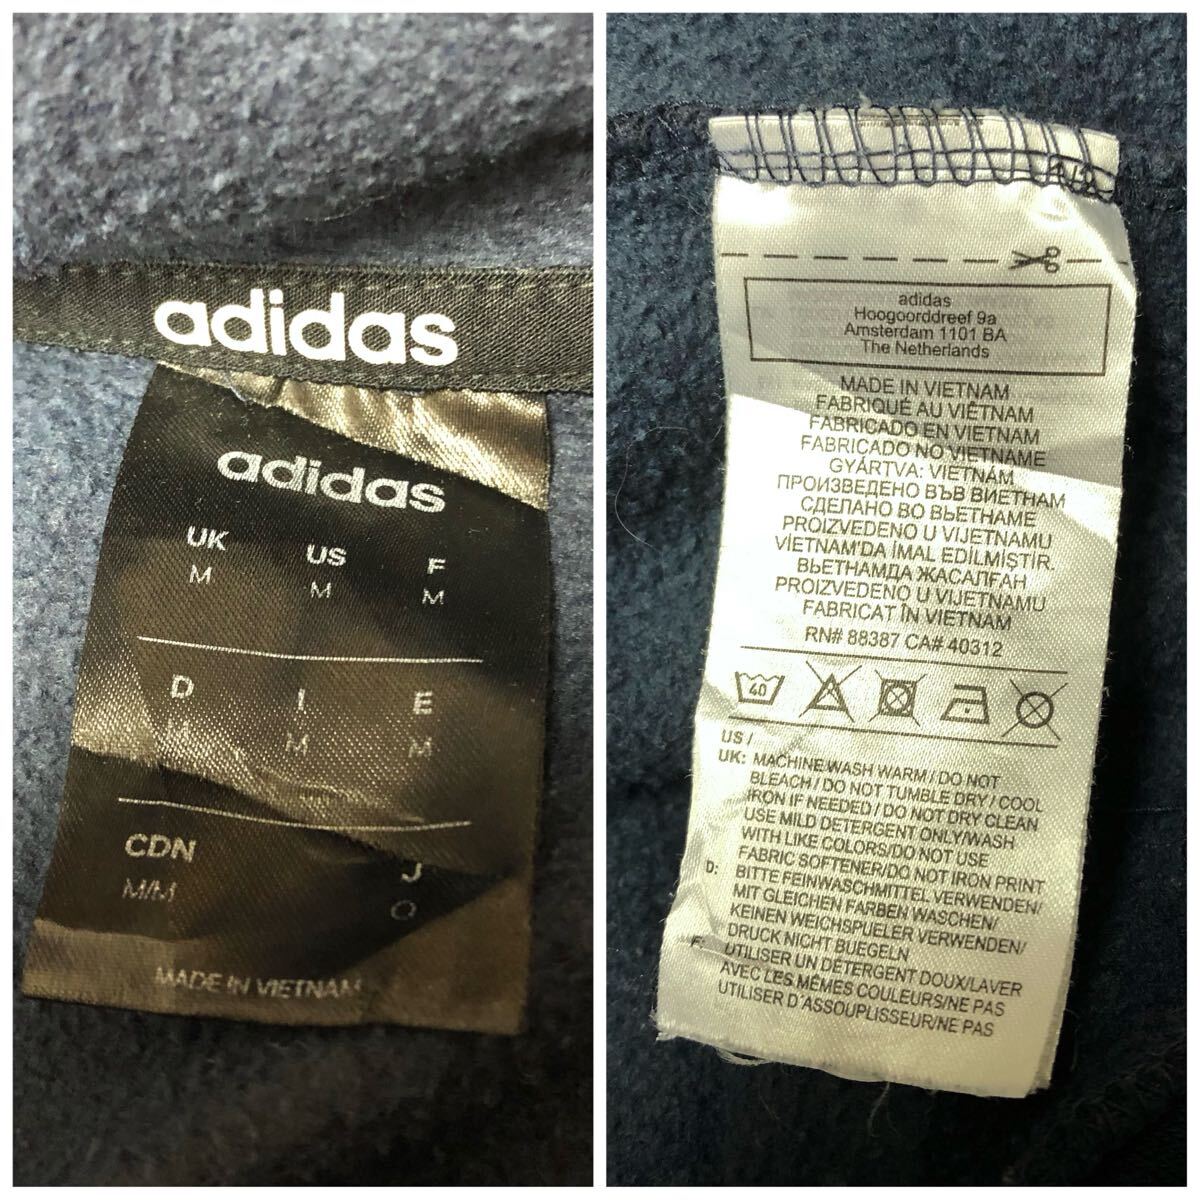 adidas
adidas
UK US F
M M M
D I E
M M M
CDN J
M/M O
MADE IN VIETNAM
adidas
Hoogoorddreef 9a
Amsterdam 1101 BA
The Netherlands
MADE IN VIETNAM
FABRIQUÉ AU VIÊTNAM
FABRICADO EN VIETNAM
FABRICADO NO VIETNAME
GYÁRTVA: VIETNÁM
ПРОИЗВЕДЕНО ВЪВ ВИЕТНАМ
СДЕЛАНО ВО ВЬЕТНАМЕ
PROIZVEDENO U VIJETNAMU
VİETNAM'DA İMAL EDİLMİŞTİR.
ВЬЕТНАМДА ЖАСАЛҒАН
PROIZVEDENO U VIJETNAMU
FABRICAT ÎN VIETNAM
RN# 88387 CA# 40312
40
US /
UK: MACHINE WASH WARM / DO NOT
BLEACH / DO NOT TUMBLE DRY / COOL
IRON IF NEEDED / DO NOT DRY CLEAN
USE MILD DETERGENT ONLY/WASH
WITH LIKE COLORS/DO NOT USE
FABRIC SOFTENER/DO NOT IRON PRINT
D: BITTE FEINWASCHMITTEL VERWENDEN/
MIT GLEICHEN FARBEN WASCHEN/
KEINEN WEICHSPUELER VERWENDEN/
DRUCK NICHT BUEGELN
F: UTILISER UN DÉTERGENT DOUX/LAVER
AVEC LES MÊMES COULEURS/NE PAS
UTILISER D'ASSOUPLISSEUR/NE PAS